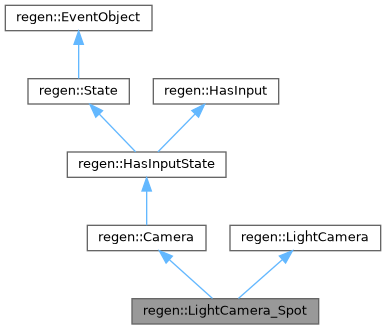 regen::EventObject
regen::State
regen::HasInput
regen::HasInputState
regen::Camera
regen::LightCamera
regen::LightCamera_Spot